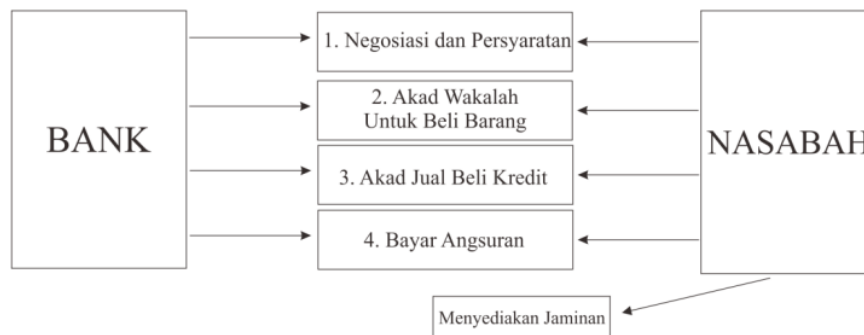 BANK
1. Negosiasi dan Persyaratan
2. Akad Wakalah
Untuk Beli Barang
3. Akad Jual Beli Kredit
4. Bayar Angsuran
NASABAH
Menyediakan Jaminan